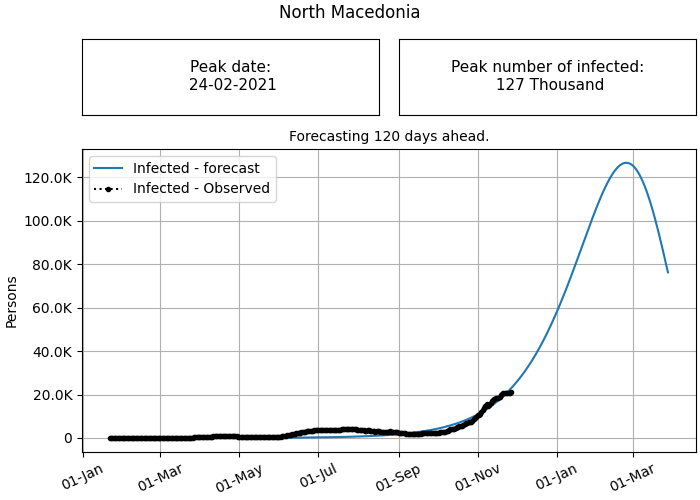 North Macedonia
Peak date:
24-02-2021
Peak number of infected:
127 Thousand
Forecasting 120 days ahead.
Infected - forecast
Infected - Observed
120.0K
100.0K
80.0K
60.0K
40.0K
20.0K
0
Persons
01-Jan
01-Mar
01-May
01-Jul
01-Sep
01-Nov
01-Jan
01-Mar